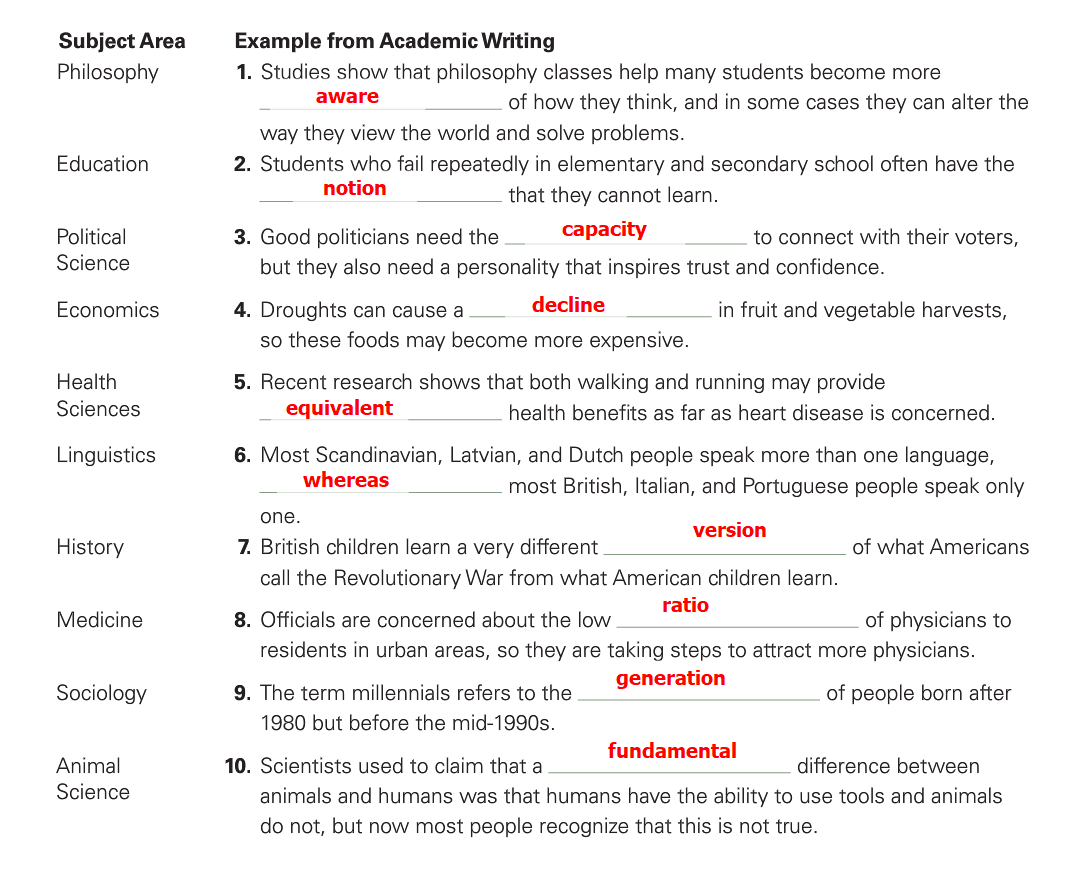 Subject Area Example from Academic Writing
Philosophy 1. Studies show that philosophy classes help many students become more
aware of how they think, and in some cases they can alter the
way they view the world and solve problems.
Education 2. Students who fail repeatedly in elementary and secondary school often have the
notion that they cannot learn.
Political 3. Good politicians need the capacity to connect with their voters,
Science but they also need a personality that inspires trust and confidence.
Economics 4. Droughts can cause a decline in fruit and vegetable harvests,
so these foods may become more expensive.
Health 5. Recent research shows that both walking and running may provide
Sciences equivalent health benefits as far as heart disease is concerned.
Linguistics 6. Most Scandinavian, Latvian, and Dutch people speak more than one language,
whereas most British, Italian, and Portuguese people speak only
one.
History 7. British children learn a very different version of what Americans
call the Revolutionary War from what American children learn.
Medicine 8. Officials are concerned about the low ratio of physicians to
residents in urban areas, so they are taking steps to attract more physicians.
Sociology 9. The term millennials refers to the generation of people born after
1980 but before the mid-1990s.
Animal 10. Scientists used to claim that a fundamental difference between
Science animals and humans was that humans have the ability to use tools and animals
do not, but now most people recognize that this is not true.